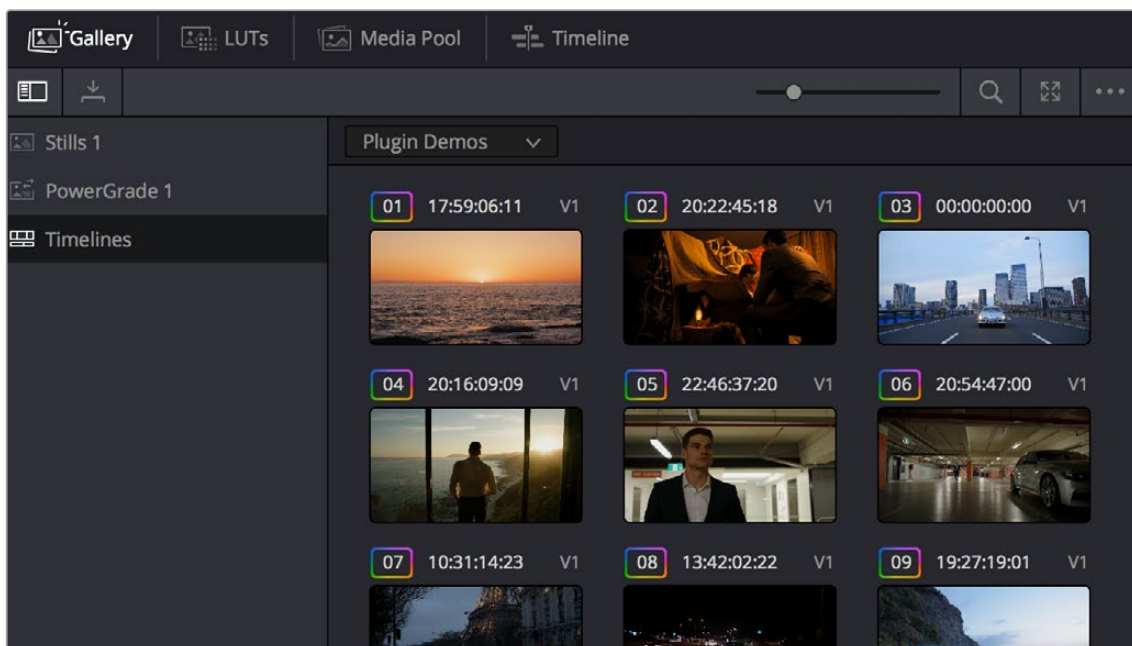 Gallery
LUTs
Media Pool
Timeline
Stills 1
PowerGrade 1
Timelines
Plugin Demos
01 17:59:06:11 V1
02 20:22:45:18 V1
03 00:00:00:00 V1
04 20:16:09:09 V1
05 22:46:37:20 V1
06 20:54:47:00 V1
07 10:31:14:23 V1
08 13:42:02:22 V1
09 19:27:19:01 V1